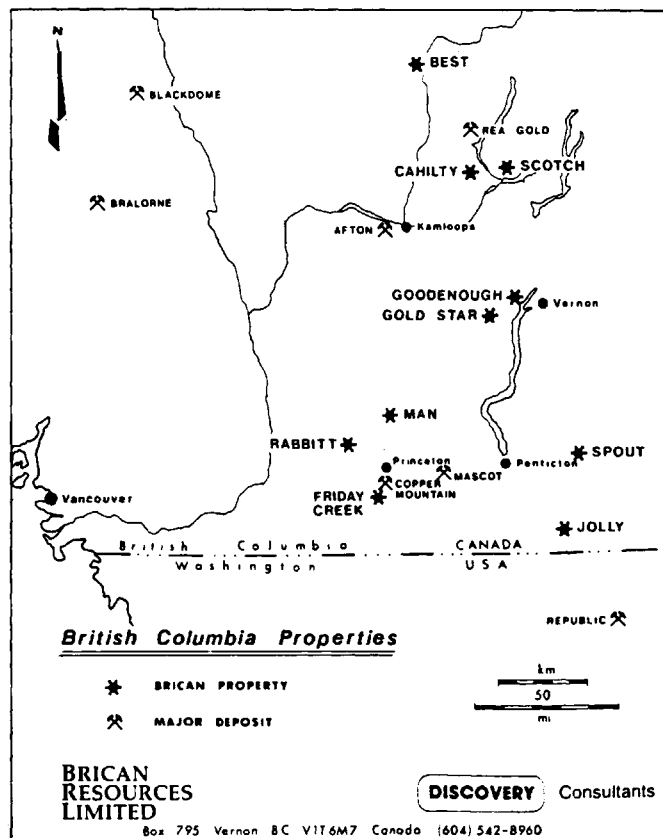 N
BEST
BLACKDOME
REA GOLD
CAHILTY
SCOTCH
BRALORNE
AFTON
Kamloops
GOODENOUGH
Vernon
GOLD STAR
MAN
RABBITT
SPOUT
Princeton
Penticton
MASCOT
COPPER
MOUNTAIN
FRIDAY
CREEK
Vancouver
JOLLY
British Columbia
CANADA
Washington
USA
REPUBLIC
British Columbia Properties
km
50
mi
BRICAN PROPERTY
MAJOR DEPOSIT
BRICAN
RESOURCES
LIMITED
DISCOVERY Consultants
Box 795 Vernon BC V1T6M7 Canada (604) 542-8960